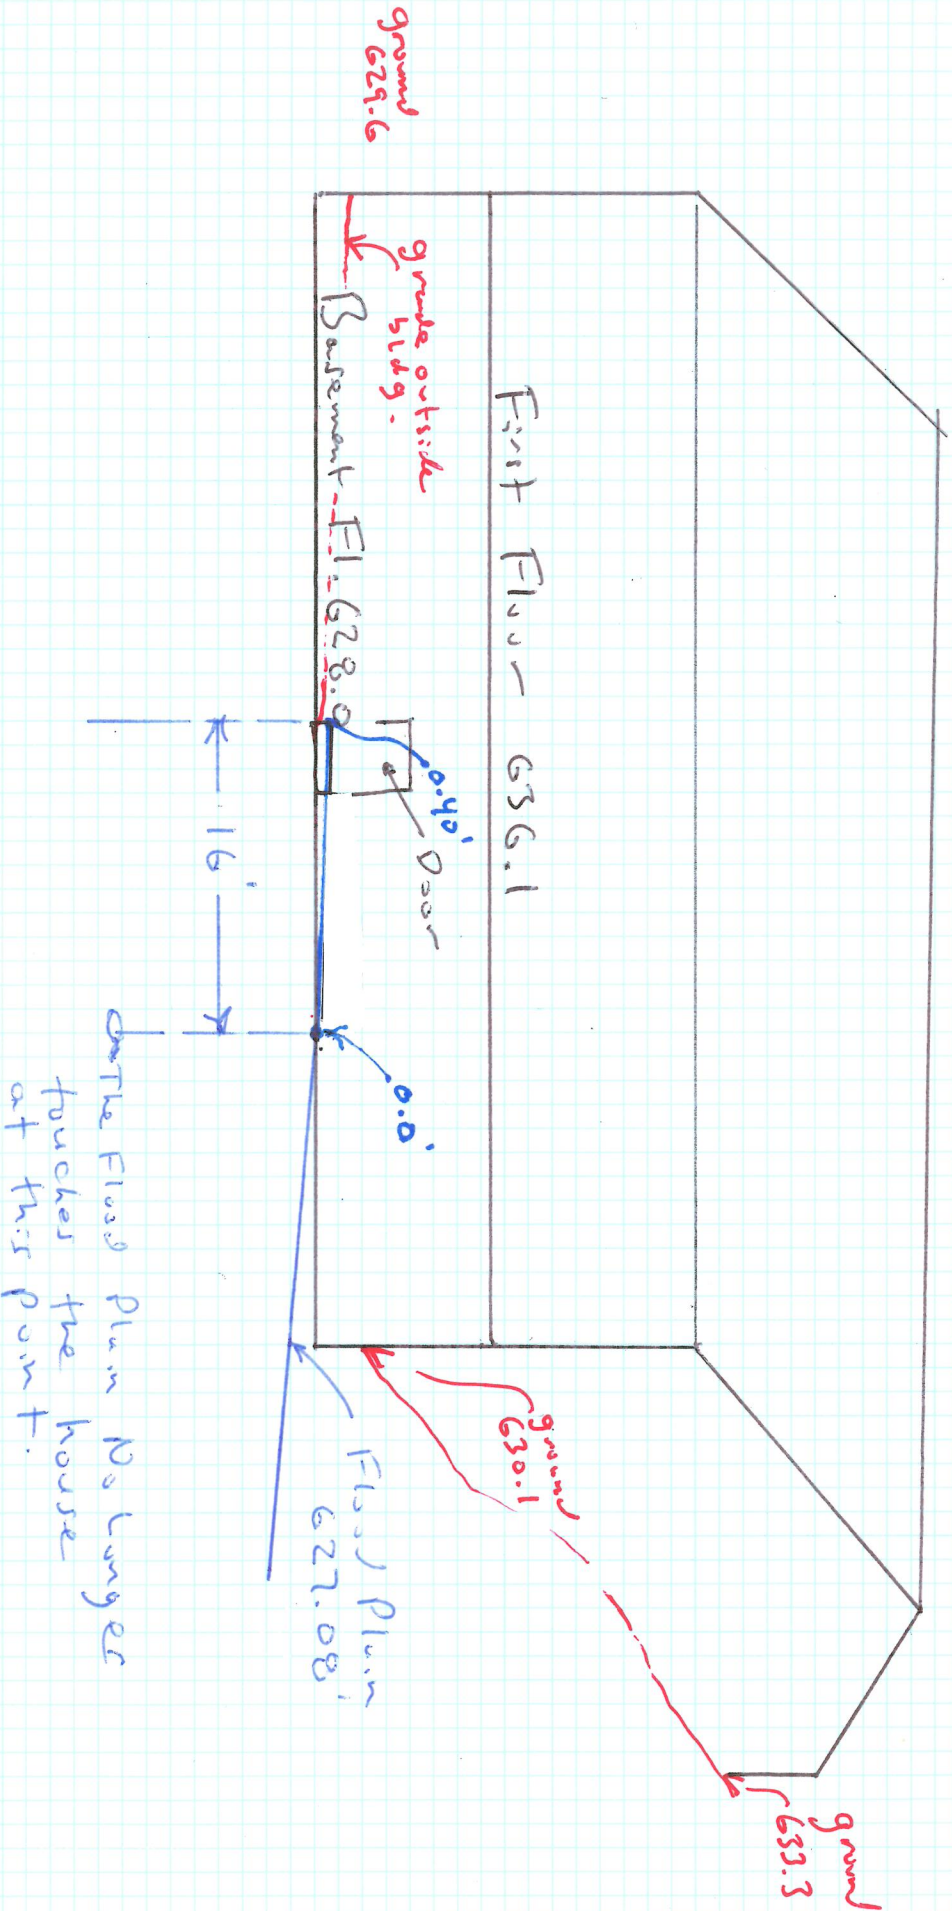 First Floor 636.1
ground
629.6
grade outside
bldg.
Basement Fl. 628.0
0.40'
Door
0.0'
16'
ground
630.1
ground
633.3
Flood Plain
627.08'
The Flood Plain No Longer
touches the house
at this point.